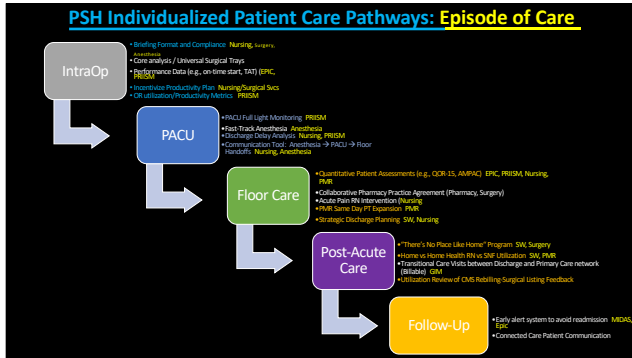 PSH Individualized Patient Care Pathways: Episode of Care
IntraOp
• Briefing Format and Compliance Nursing, Surgery,
Anesthesia
• Core analysis / Universal Surgical Trays
• Performance Data (e.g., on-time start, TAT) (EPIC,
PRIISM)
• Incentivize Productivity Plan Nursing/Surgical Svcs
• OR utilization/Productivity Metrics PRIISM
PACU
• PACU Full Light Monitoring PRIISM
• Fast-Track Anesthesia Anesthesia
• Discharge Delay Analysis Nursing, PRIISM
• Communication Tool: Anesthesia → PACU → Floor
Handoffs Nursing, Anesthesia
Floor Care
• Quantitative Patient Assessments (e.g., QOR-15, AMPAC) EPIC, PRIISM, Nursing,
PMR
• Collaborative Pharmacy Practice Agreement (Pharmacy, Surgery)
• Acute Pain RN Intervention (Nursing
• PMR Same Day PT Expansion PMR
• Strategic Discharge Planning SW, Nursing
Post-Acute
Care
• "There's No Place Like Home" Program SW, Surgery
• Home vs Home Health RN vs SNF Utilization SW, PMR
• Transitional Care Visits between Discharge and Primary Care network
(Billable) GIM
• Utilization Review of CMS Rebilling-Surgical Listing Feedback
Follow-Up
• Early alert system to avoid readmission MIDAS,
Epic
• Connected Care Patient Communication